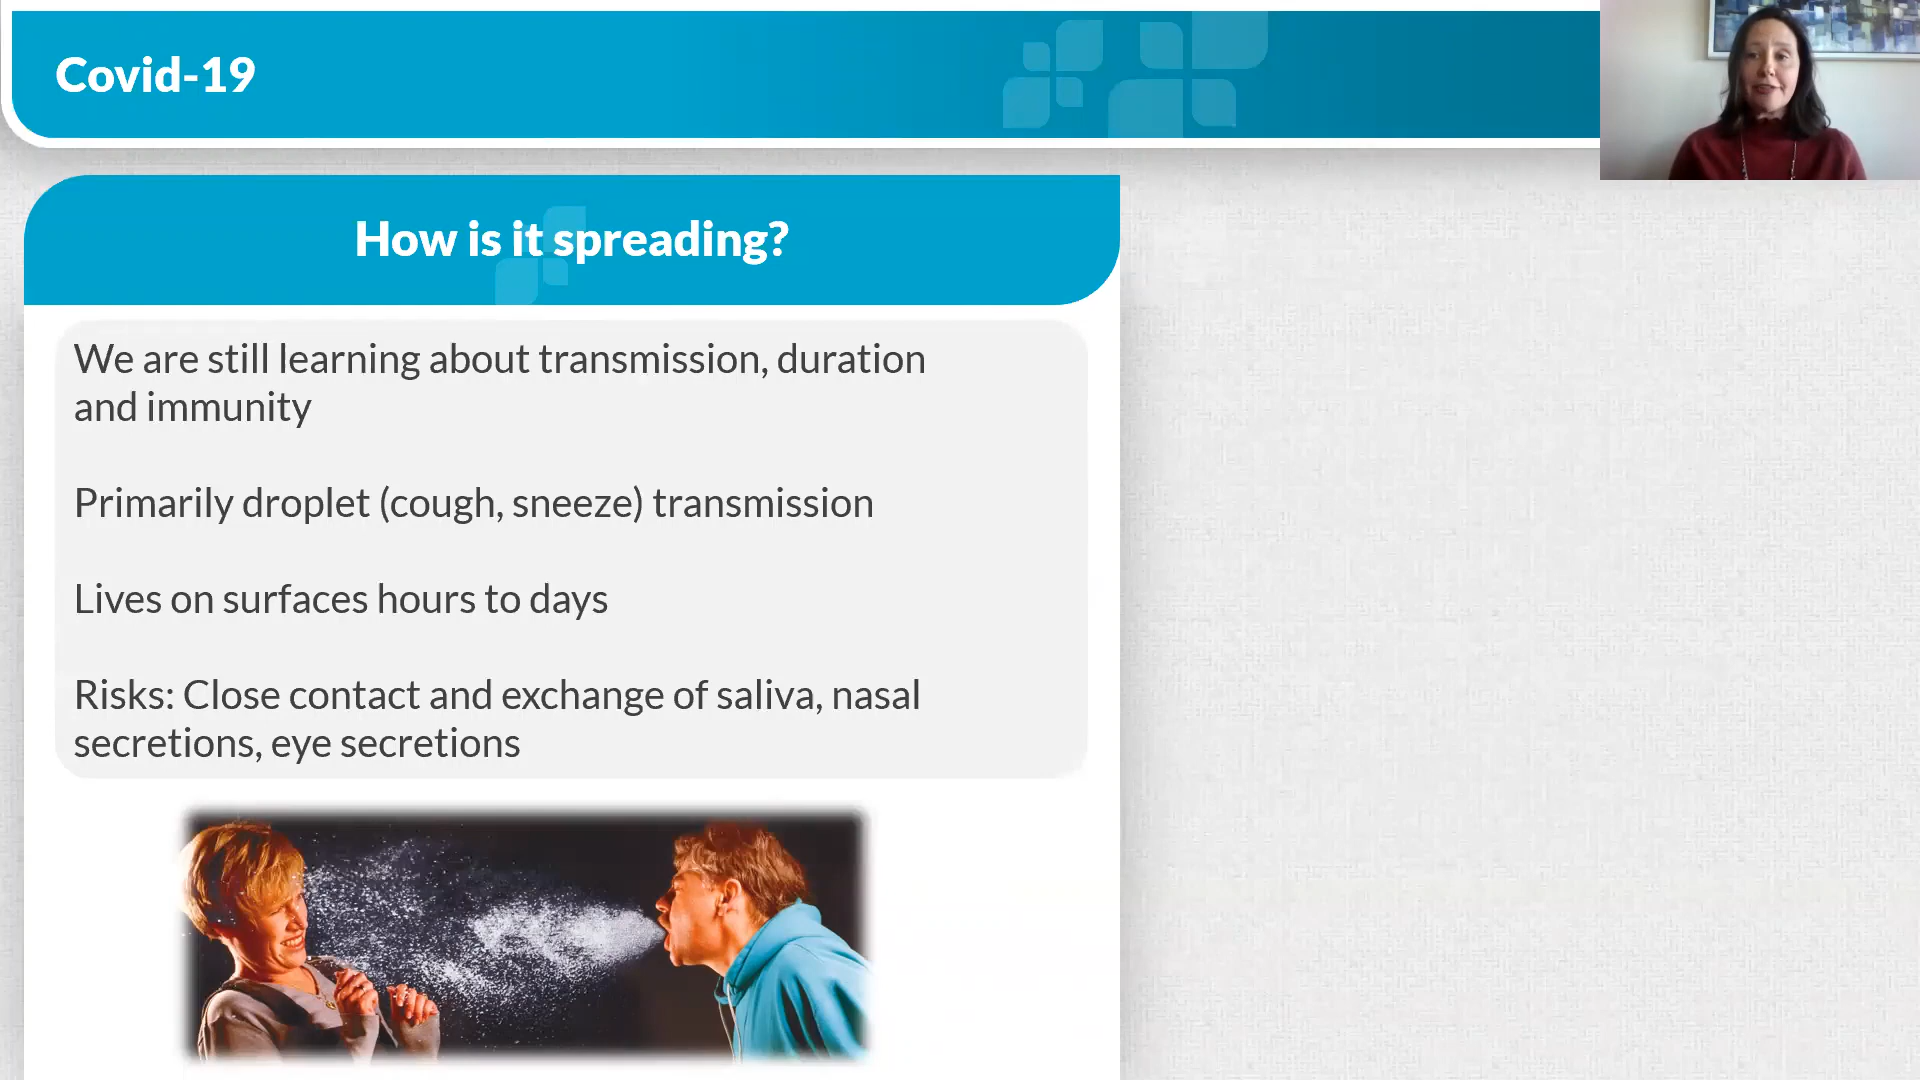 Covid-19
How is it spreading?
We are still learning about transmission, duration
and immunity
Primarily droplet (cough, sneeze) transmission
Lives on surfaces hours to days
Risks: Close contact and exchange of saliva, nasal
secretions, eye secretions